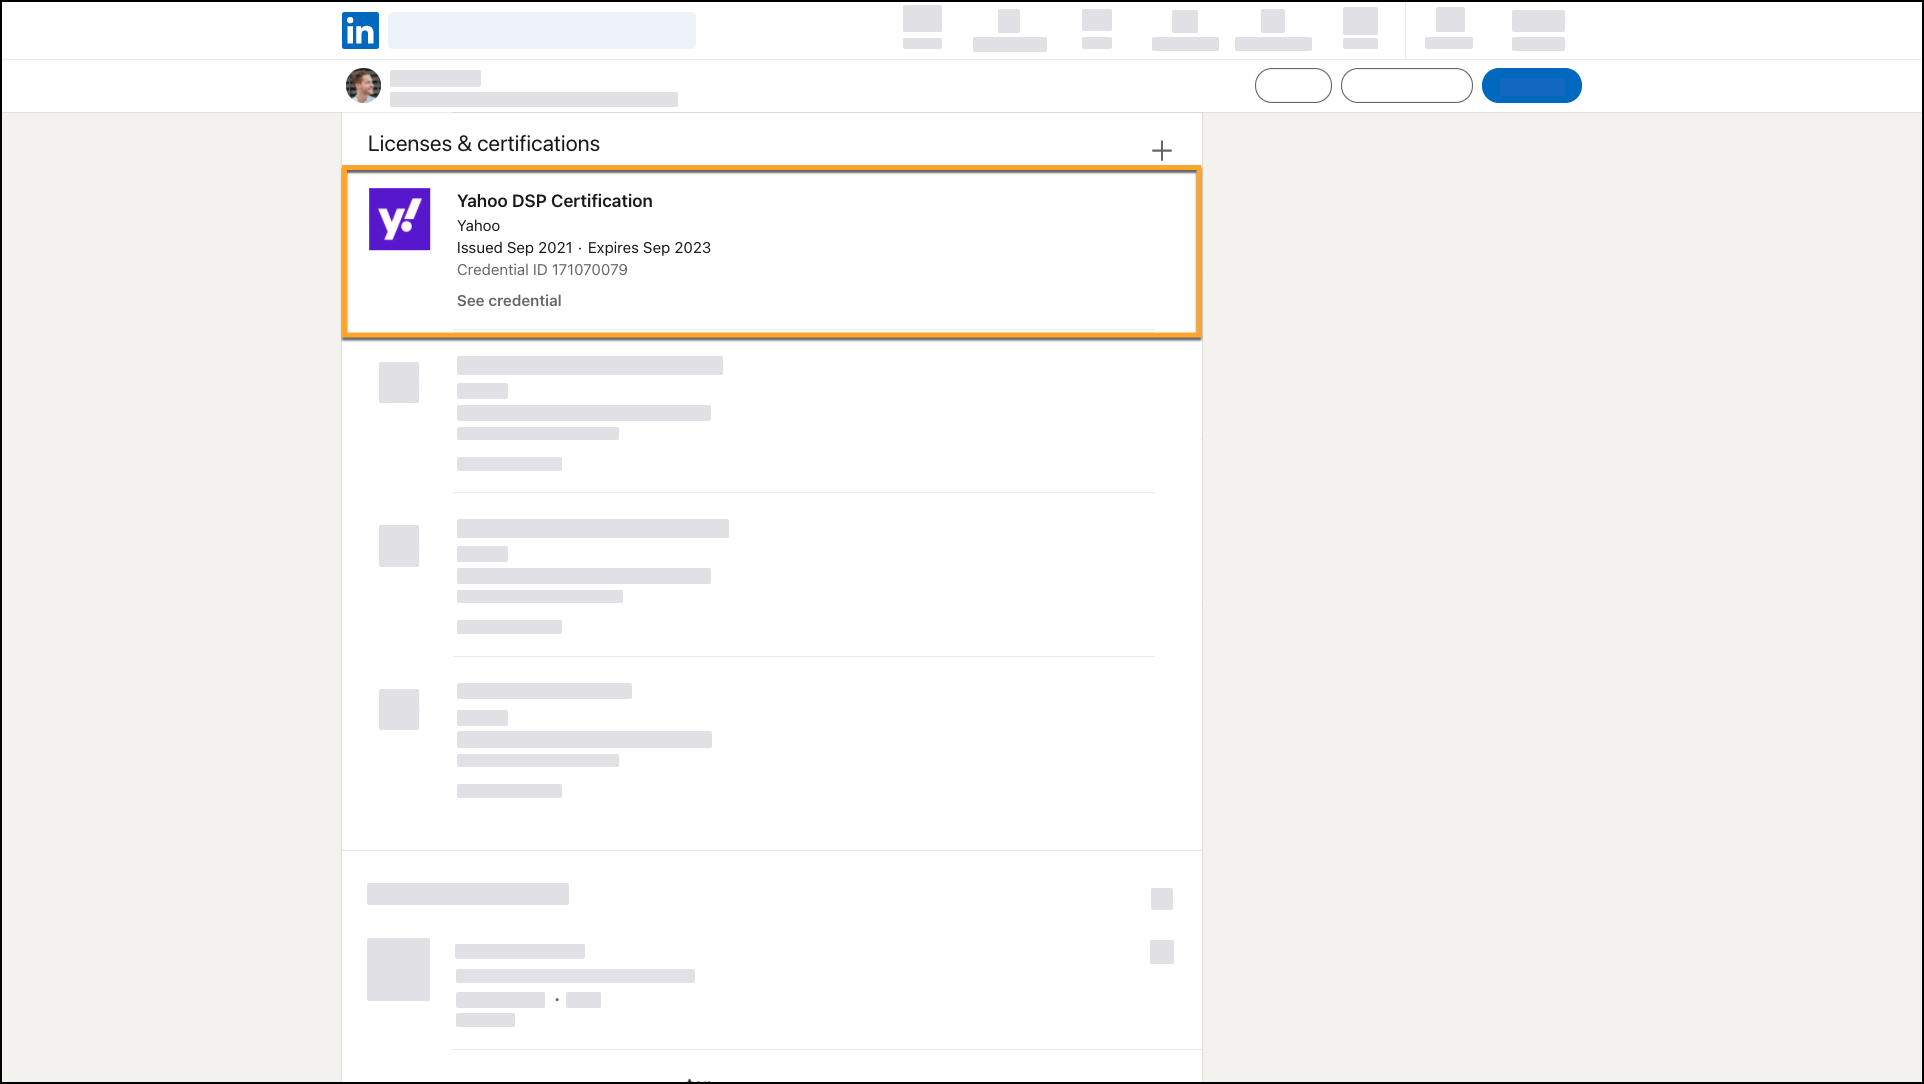 in
Licenses & certifications
y!
Yahoo DSP Certification
Yahoo
Issued Sep 2021 · Expires Sep 2023
Credential ID 171070079
See credential